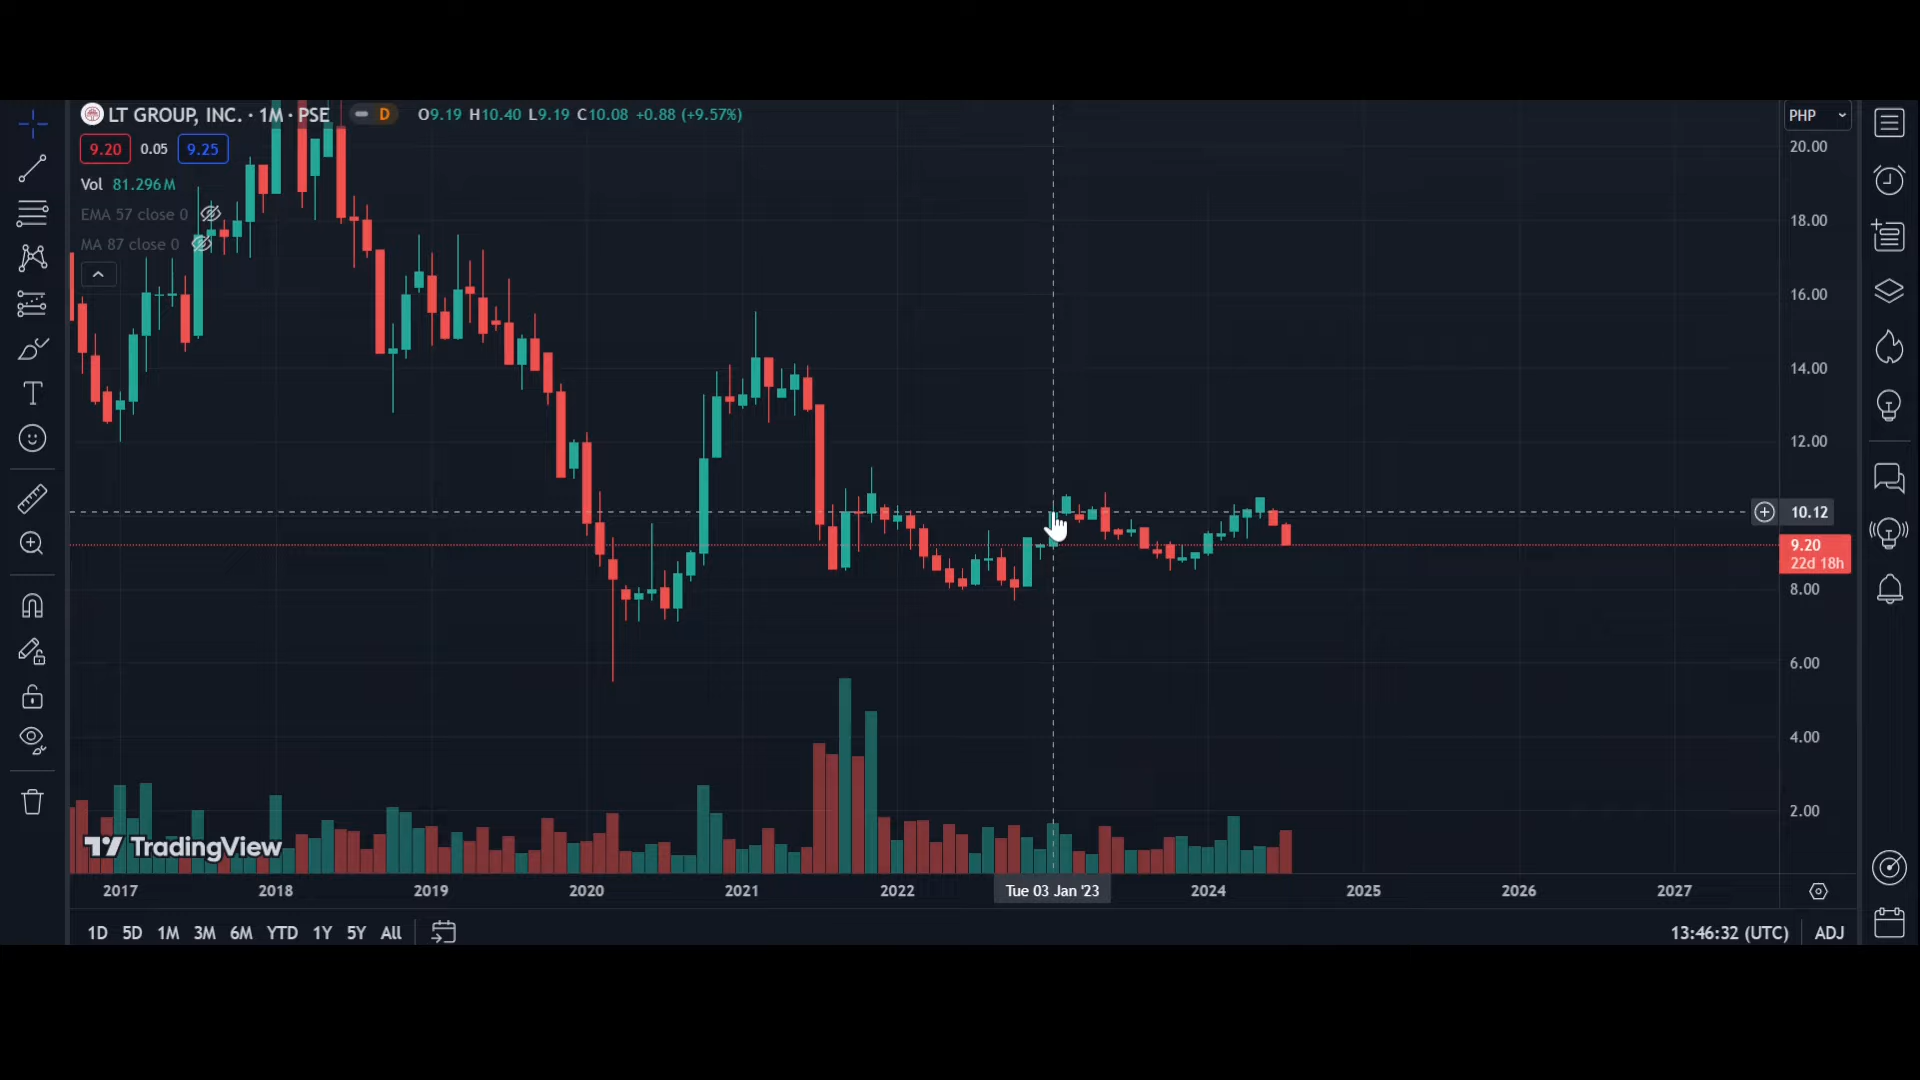 LT GROUP, INC. · 1M · PSE D O9.19 H10.40 L9.19 C10.08 +0.88 (+9.57%) PHP
9.20 0.05 9.25
Vol 81.296M
EMA 57 close 0
MA 87 close 0
20.00
18.00
16.00
14.00
12.00
10.12
9.20
22d 18h
8.00
6.00
4.00
2.00
TradingView
2017 2018 2019 2020 2021 2022 Tue 03 Jan '23 2024 2025 2026 2027
1D 5D 1M 3M 6M YTD 1Y 5Y All 13:46:32 (UTC) ADJ